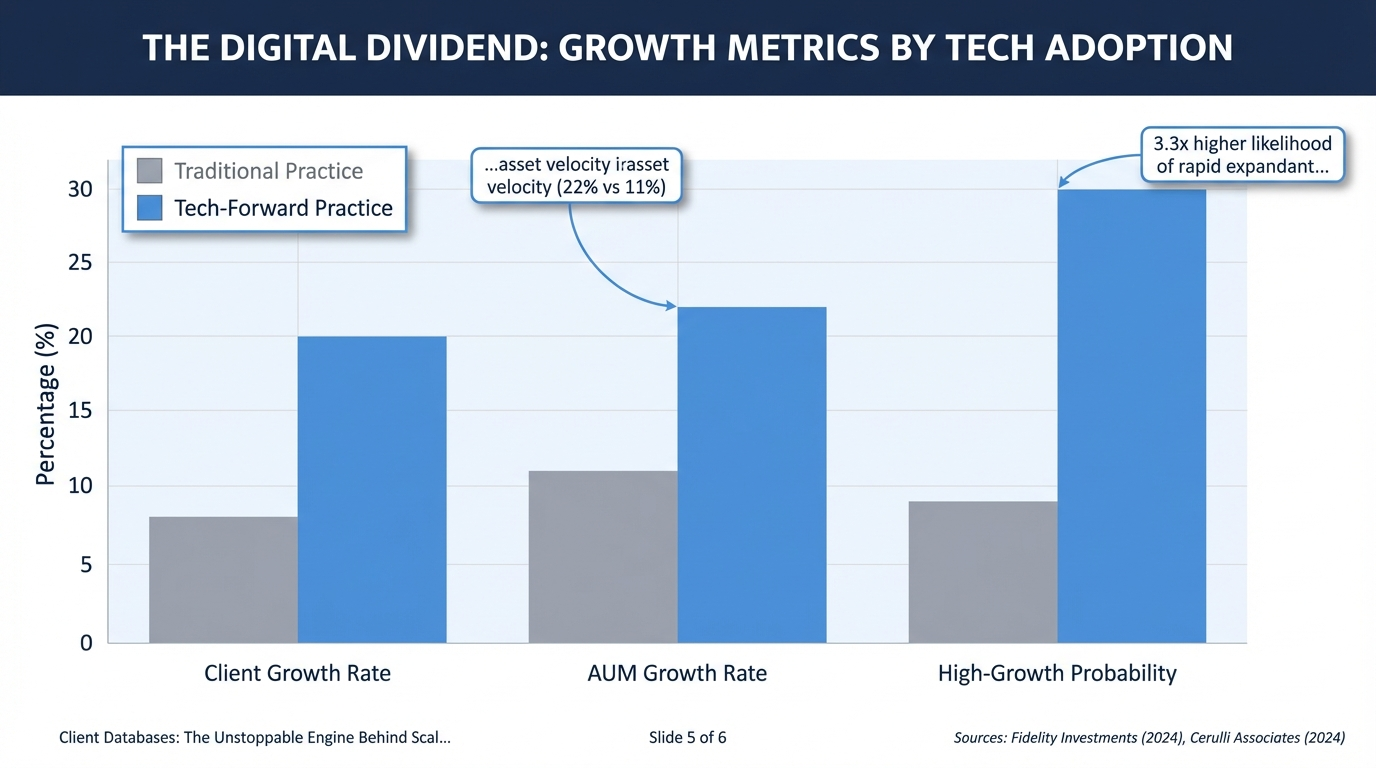 THE DIGITAL DIVIDEND: GROWTH METRICS BY TECH ADOPTION
Traditional Practice
Tech-Forward Practice
...asset velocity irasset
velocity (22% vs 11%)
3.3x higher likelihood
of rapid expandant...
Percentage (%)
30
25
20
15
10
5
0
Client Growth Rate
AUM Growth Rate
High-Growth Probability
Client Databases: The Unstoppable Engine Behind Scal...
Slide 5 of 6
Sources: Fidelity Investments (2024), Cerulli Associates (2024)